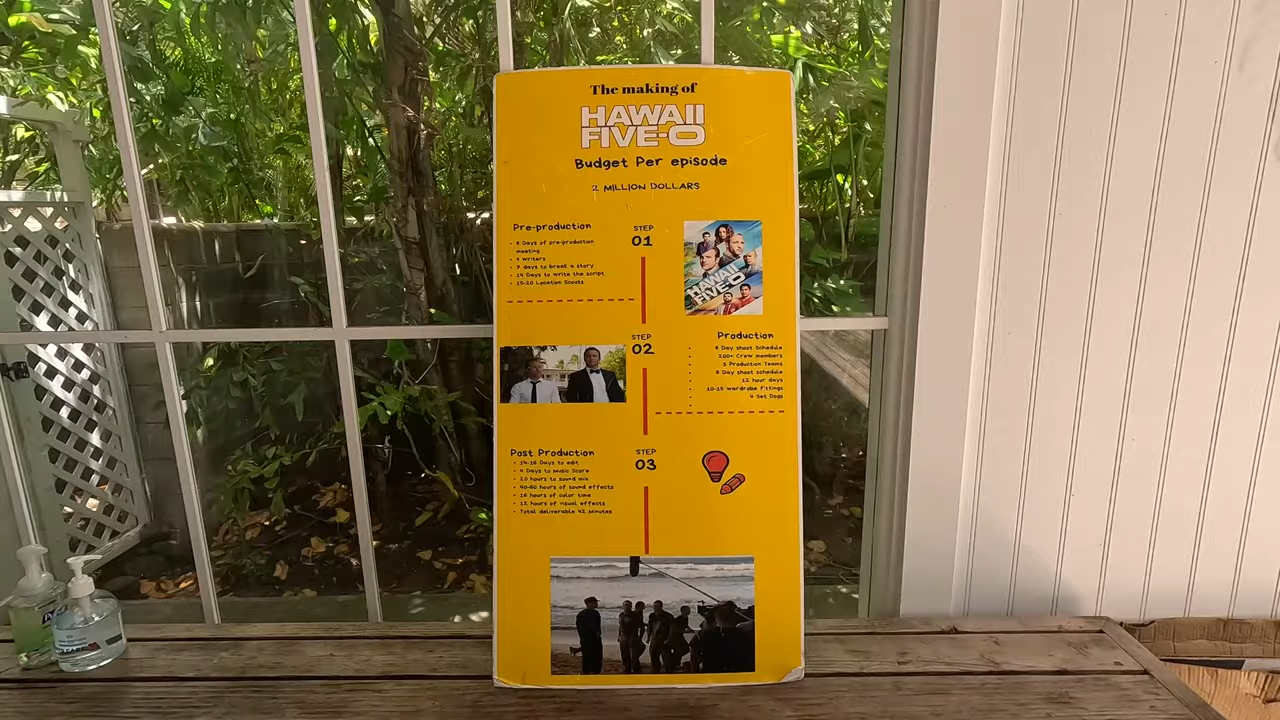 The making of
HAWAII
FIVE-O
Budget Per episode
2 MILLION DOLLARS
Pre-production
• 8 Days of pre-production
meeting
• 4 writers
• 7 days to break a story
• 14 Days to write the script
• 15-20 Location Scouts
STEP
01
HAWAII
FIVE-O
STEP
02
Production
• 8 Day shoot Schedule
• 200+ Crew members
• 3 Production Teams
• 8 Day shoot schedule
• 12 hour days
• 10-15 wardrobe fittings
• 4 Set Dogs
•
Post Production
• 14-16 Days to edit
• 4 Days to Music Score
• 20 hours to sound mix
• 40-60 hours of sound effects
• 16 hours of color time
• 12 hours of visual effects
• Total deliverable 42 Minutes
STEP
03